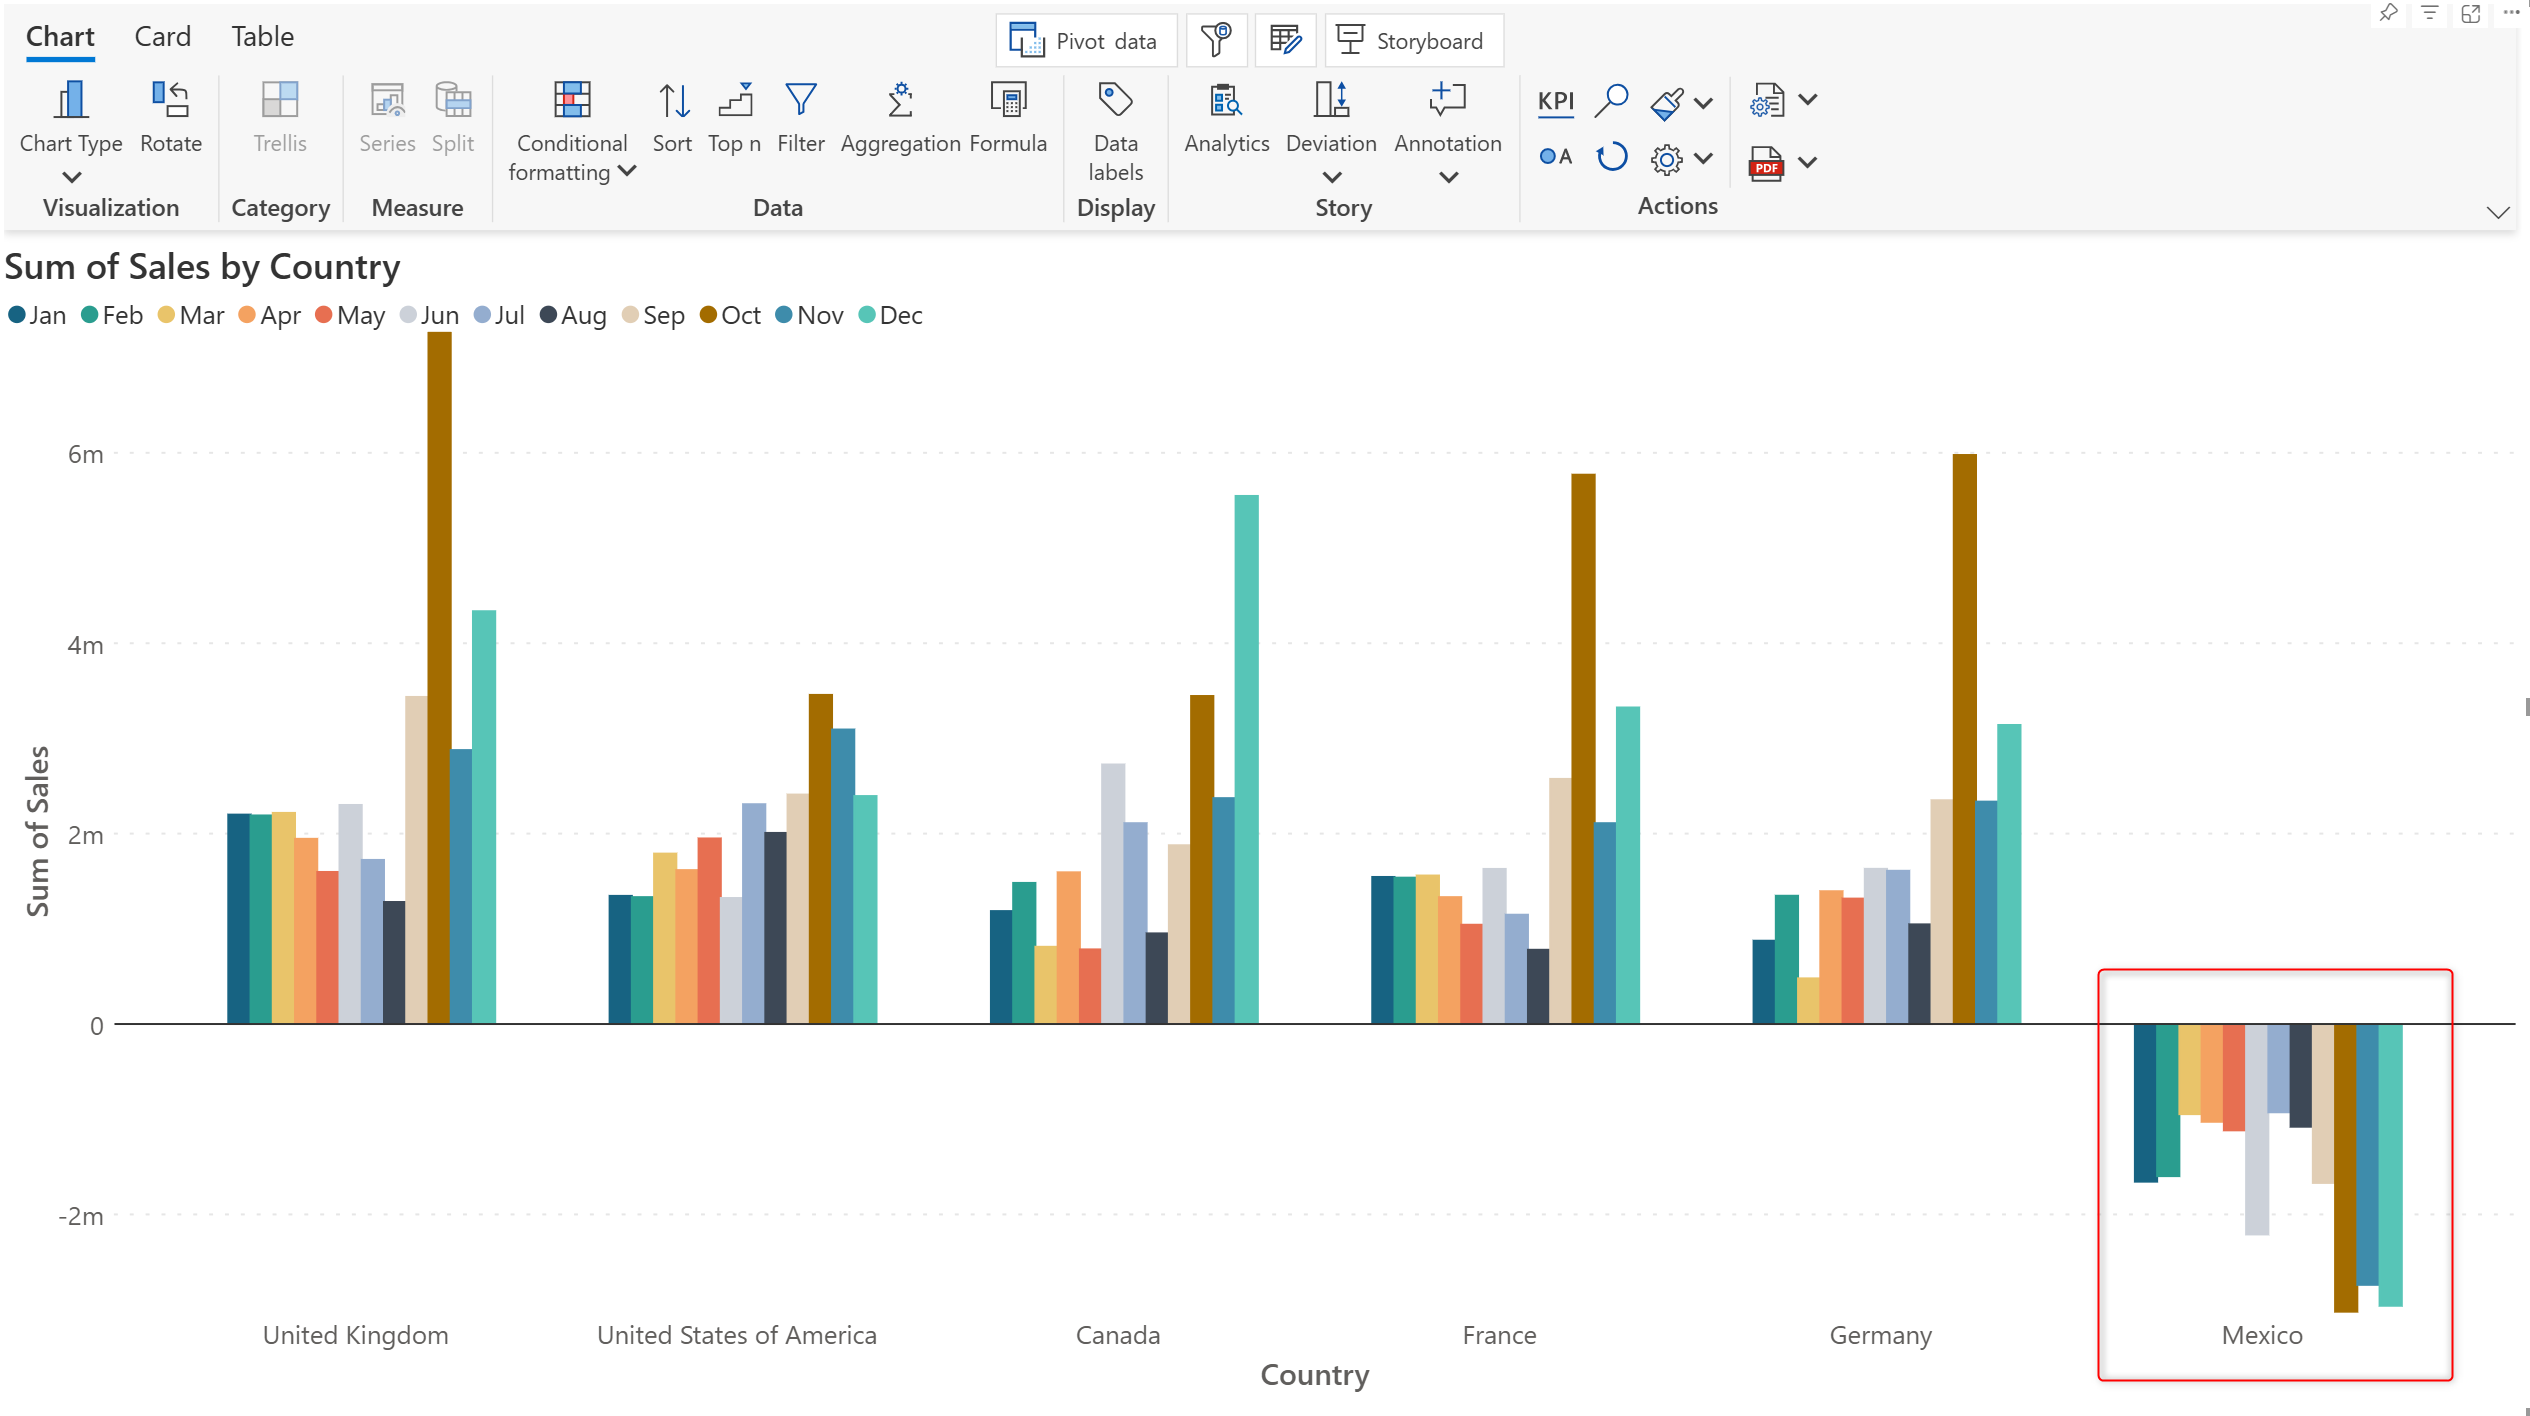 Chart Card Table Pivot data Storyboard
KPI
A
Chart Type Rotate Trellis Series Split Conditional formatting Sort Top n Filter Aggregation Formula Data labels Analytics Deviation Annotation
PDF
Visualization Category Measure Data Display Story Actions
Sum of Sales by Country
Jan Feb Mar Apr May Jun Jul Aug Sep Oct Nov Dec
6m
4m
2m
0
-2m
Sum of Sales
United Kingdom United States of America Canada France Germany Mexico
Country